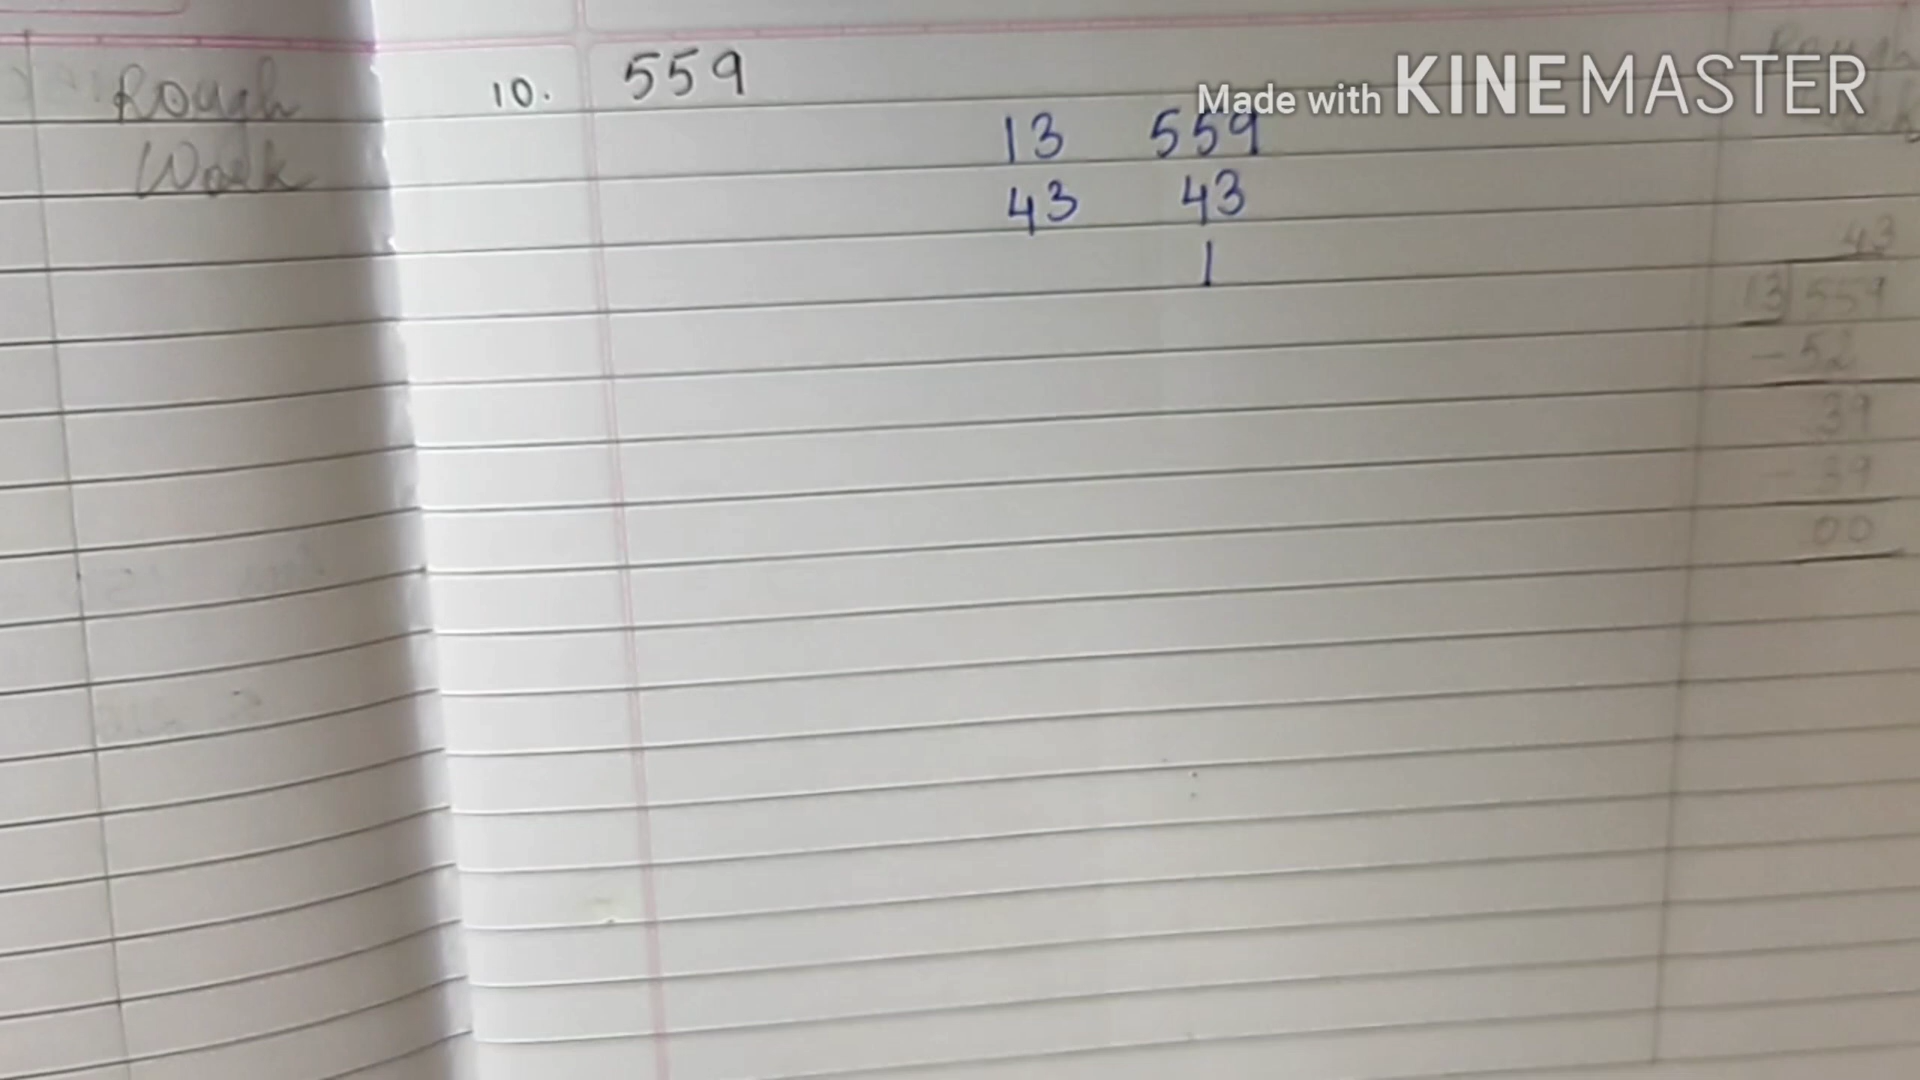 Rough
Work
10. 559
Made with KINEMASTER
13 559
43 43
1
Rough
43
13 559
- 52
39
- 39
00